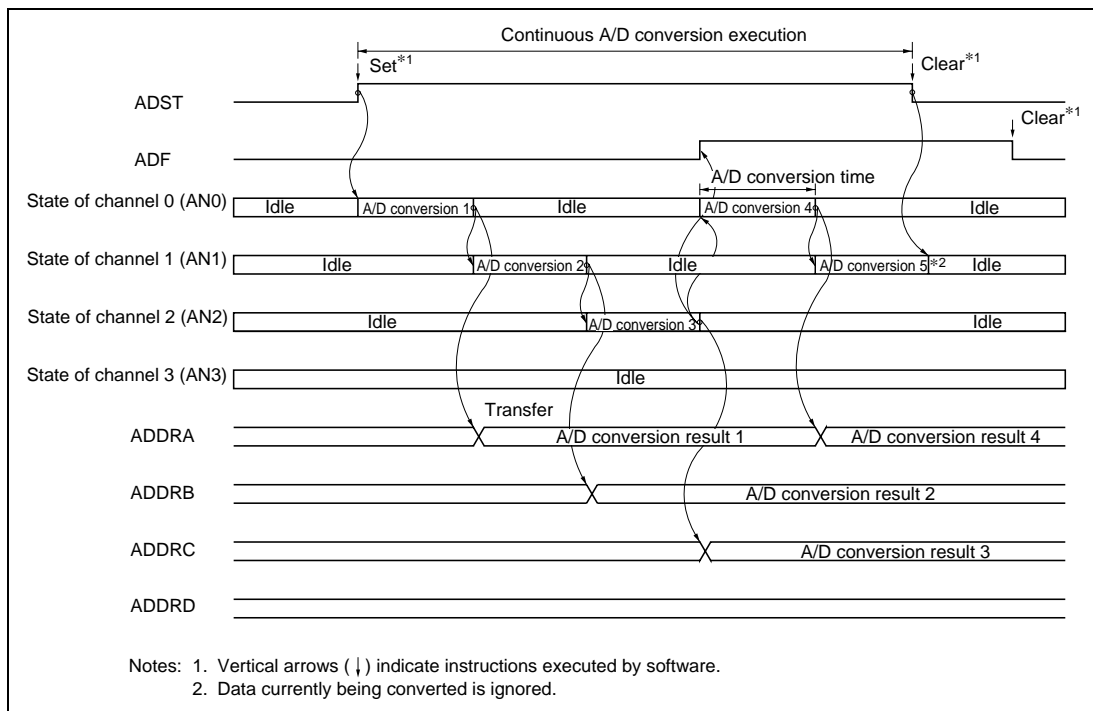 Continuous A/D conversion execution
Set*1
Clear*1
ADST
Clear*1
ADF
A/D conversion time
State of channel 0 (AN0)
Idle
A/D conversion 1
Idle
A/D conversion 4
Idle
State of channel 1 (AN1)
Idle
A/D conversion 2
Idle
A/D conversion 5
*2
Idle
State of channel 2 (AN2)
Idle
A/D conversion 3
Idle
State of channel 3 (AN3)
Idle
Transfer
ADDRA
A/D conversion result 1
A/D conversion result 4
ADDRB
A/D conversion result 2
ADDRC
A/D conversion result 3
ADDRD
Notes: 1. Vertical arrows (↓) indicate instructions executed by software.
2. Data currently being converted is ignored.